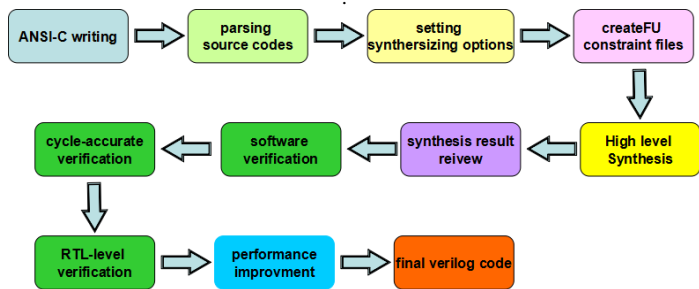 ANSI-C writing
parsing
source codes
setting
synthersizing options
createFU
constraint files
cycle-accurate
verification
software
verification
synthesis result
reivew
High level
Synthesis
RTL-level
verification
performance
improvment
final verilog code